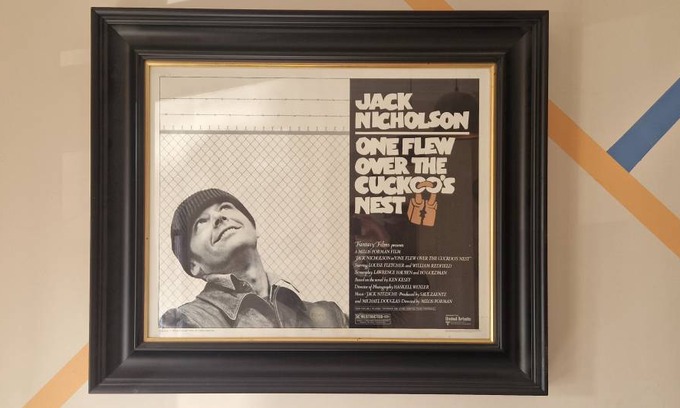 JACK
NICHOLSON
ONE FLEW
OVER THE
CUCKOO'S
NEST
Fantasy Films presents
A MILOS FORMAN FILM
JACK NICHOLSON in "ONE FLEW OVER THE CUCKOO'S NEST"
Starring LOUISE FLETCHER and WILLIAM REDFIELD
Screenplay LAWRENCE HAUBEN and BO GOLDMAN
Based on the novel by KEN KESEY
Director of Photography HASKELL WEXLER
Music JACK NITZSCHE Produced by SAUL ZAENTZ
and MICHAEL DOUGLAS Directed by MILOS FORMAN
R RESTRICTED
United Artists